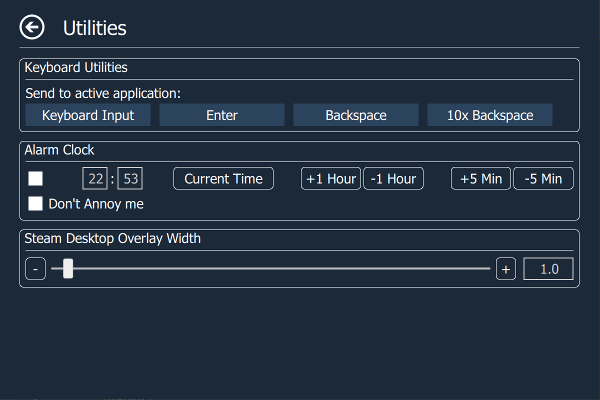 Utilities
Keyboard Utilities
Send to active application:
Keyboard Input Enter Backspace 10x Backspace
Alarm Clock
22 : 53 Current Time +1 Hour -1 Hour +5 Min -5 Min
Don't Annoy me
Steam Desktop Overlay Width
- + 1.0